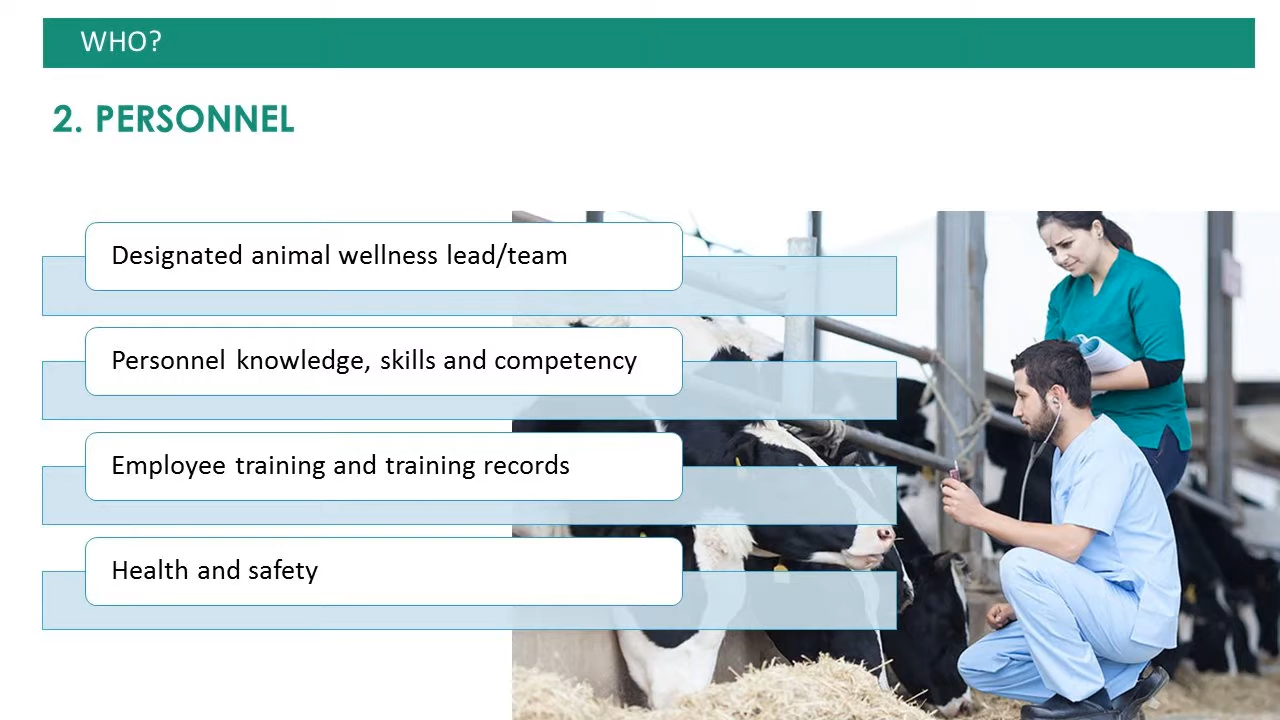 WHO?
2. PERSONNEL
Designated animal wellness lead/team
Personnel knowledge, skills and competency
Employee training and training records
Health and safety